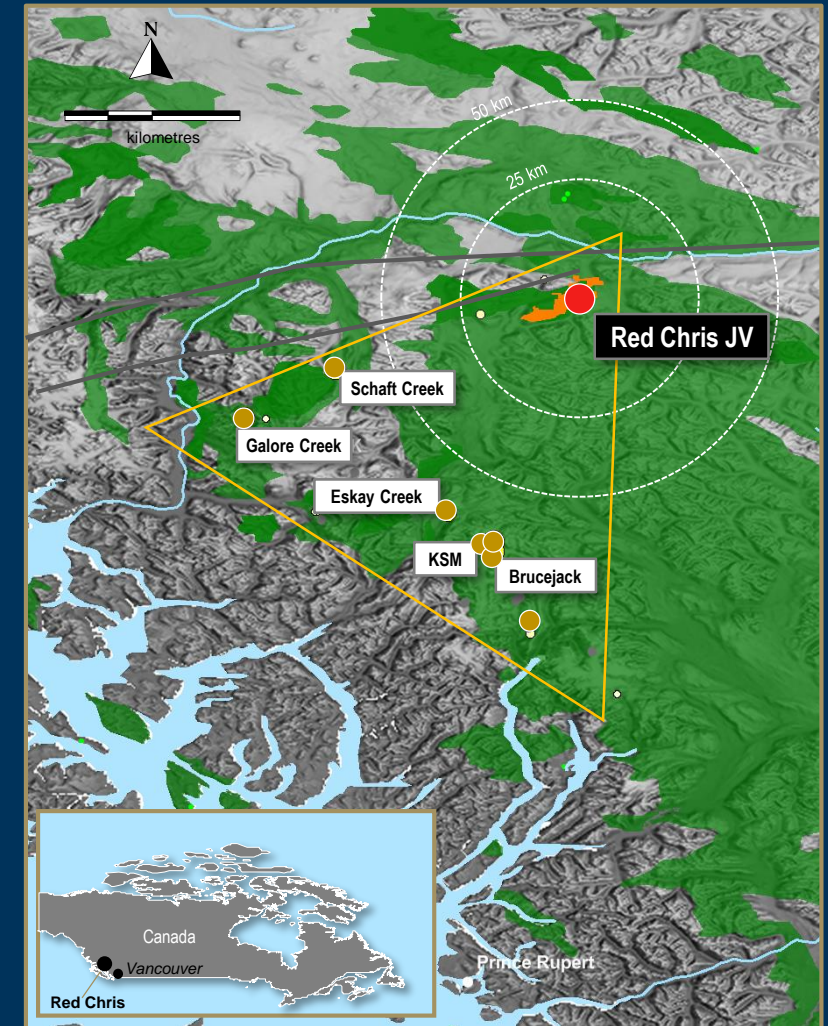 N
kilometres
50 km
25 km
Red Chris JV
Schaft Creek
Galore Creek
Eskay Creek
KSM
Brucejack
Canada
Vancouver
Red Chris
Prince Rupert